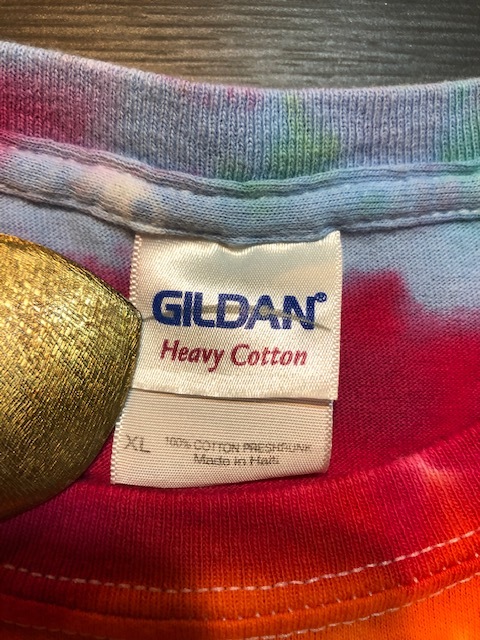 GILDAN®
Heavy Cotton
XL 100% COTTON PRESHRUNK
Made in Haiti